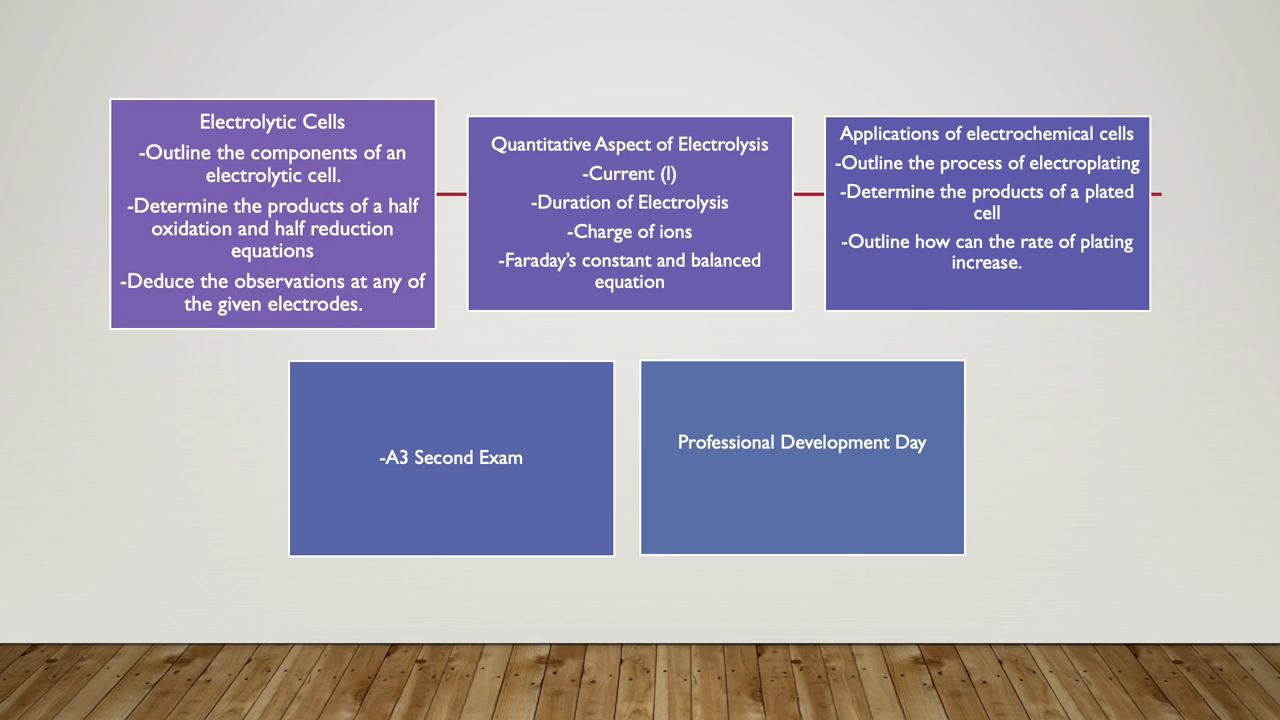 Electrolytic Cells
-Outline the components of an
electrolytic cell.
-Determine the products of a half
oxidation and half reduction
equations
-Deduce the observations at any of
the given electrodes.
Quantitative Aspect of Electrolysis
-Current (I)
-Duration of Electrolysis
-Charge of ions
-Faraday’s constant and balanced
equation
Applications of electrochemical cells
-Outline the process of electroplating
-Determine the products of a plated
cell
-Outline how can the rate of plating
increase.
-A3 Second Exam
Professional Development Day